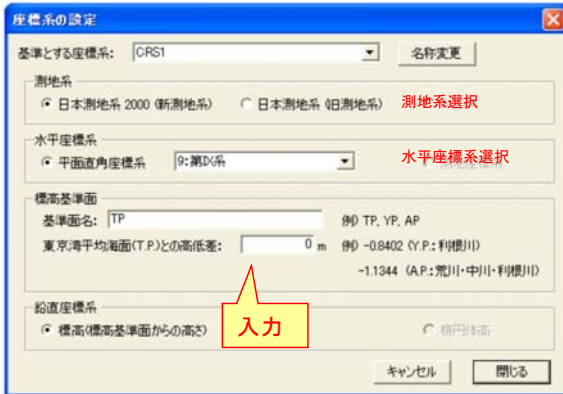 座標系の設定
基準とする座標系: CRS1 名称変更
測地系
日本測地系 2000 (新測地系) 日本測地系 (旧測地系) 測地系選択
水平座標系
平面直角座標系 9:第IX系 水平座標系選択
標高基準面
基準面名: TP 例) TP, YP, AP
東京湾平均海面(T.P.)との高低差: 0 m 例) -0.8402 (Y.P.:利根川)
-1.1344 (A.P.:荒川・中川・利根川)
入力
鉛直座標系
標高(標高基準面からの高さ) 楕円体高
キャンセル 閉じる